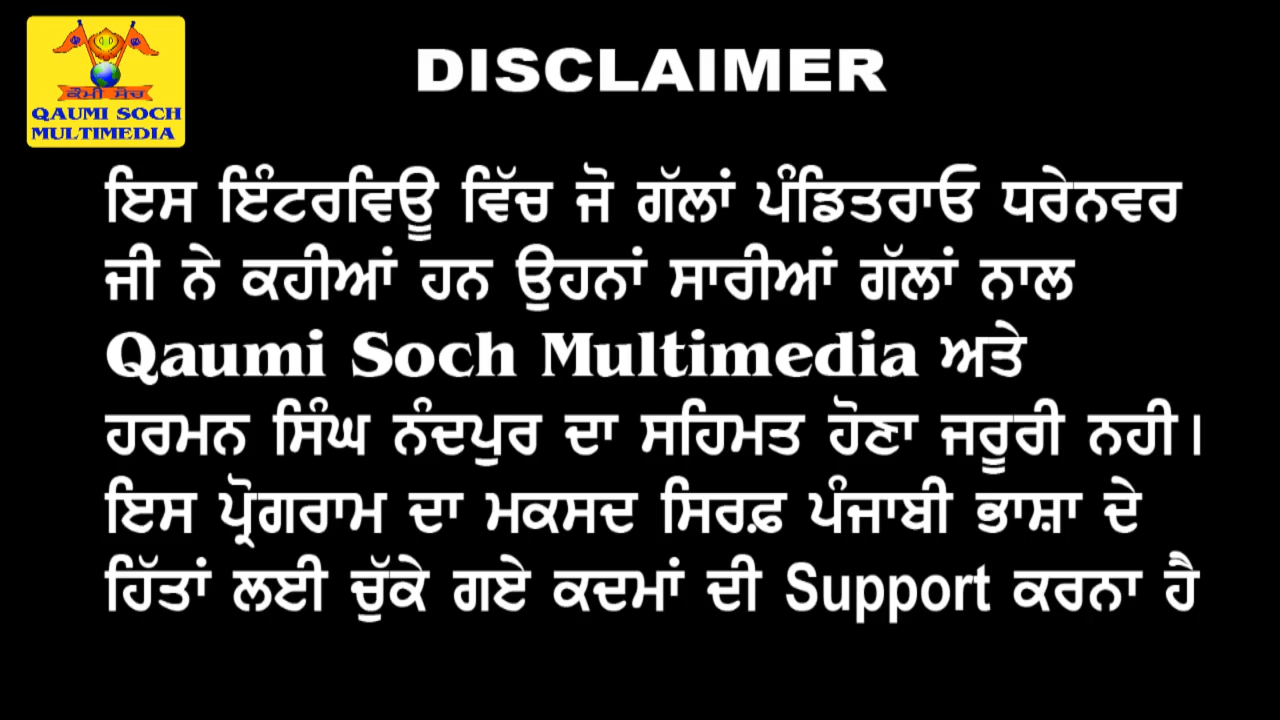 ਕੌਮੀ ਸੋਚ
QAUMI SOCH
MULTIMEDIA
DISCLAIMER
ਇਸ ਇੰਟਰਵਿਊ ਵਿੱਚ ਜੋ ਗੱਲਾਂ ਪੰਡਿਤਰਾਓ ਧਰੇਨਵਰ
ਜੀ ਨੇ ਕਹੀਆਂ ਹਨ ਉਹਨਾਂ ਸਾਰੀਆਂ ਗੱਲਾਂ ਨਾਲ
Qaumi Soch Multimedia ਅਤੇ
ਹਰਮਨ ਸਿੰਘ ਨੰਦਪੁਰ ਦਾ ਸਹਿਮਤ ਹੋਣਾ ਜਰੂਰੀ ਨਹੀ।
ਇਸ ਪ੍ਰੋਗਰਾਮ ਦਾ ਮਕਸਦ ਸਿਰਫ਼ ਪੰਜਾਬੀ ਭਾਸ਼ਾ ਦੇ
ਹਿੱਤਾਂ ਲਈ ਚੁੱਕੇ ਗਏ ਕਦਮਾਂ ਦੀ Support ਕਰਨਾ ਹੈ